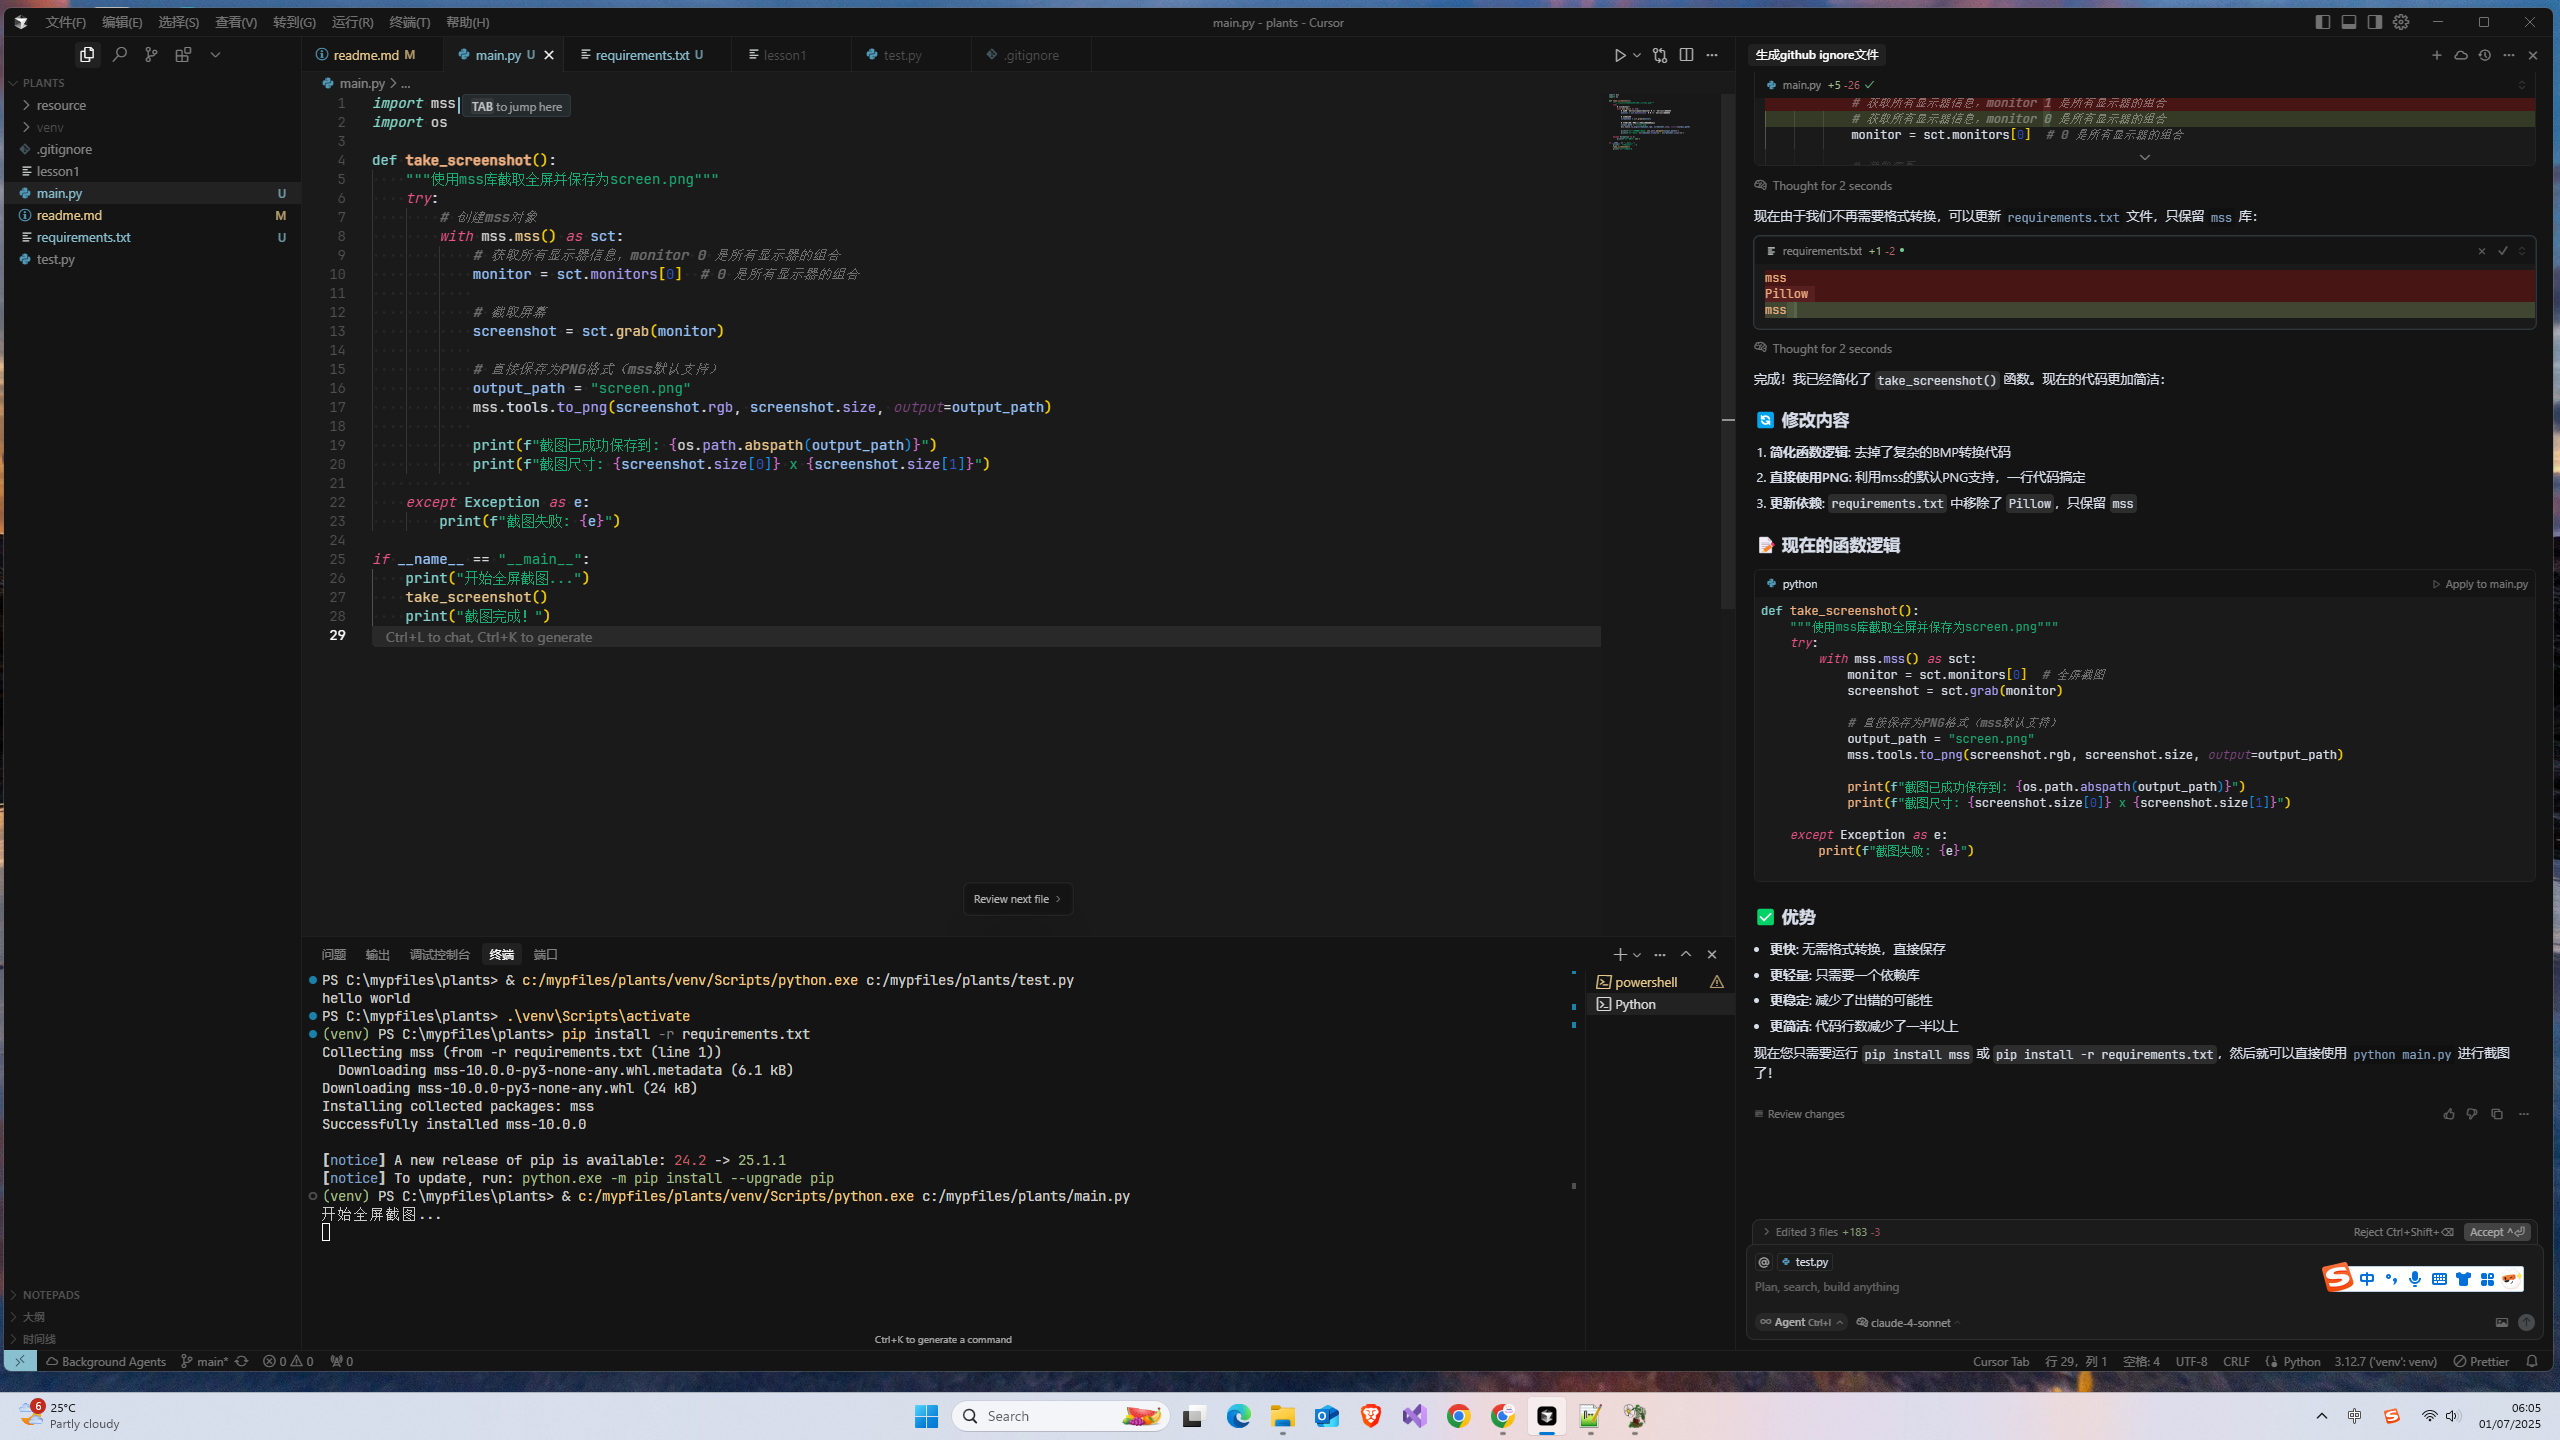 文件(F) 编辑(E) 选择(S) 查看(V) 转到(G) 运行(R) 终端(T) 帮助(H)
main.py - plants - Cursor
PLANTS
resource
venv
.gitignore
lesson1
main.py U
readme.md M
requirements.txt U
test.py
NOTEPADS
大纲
时间线
readme.md M
main.py U
requirements.txt U
lesson1
test.py
.gitignore
main.py > ...
1 import mss
TAB to jump here
2 import os
3
4 def take_screenshot():
5 """使用mss库截取全屏并保存为screen.png"""
6 try:
7 # 创建mss对象
8 with mss.mss() as sct:
9 # 获取所有显示器信息，monitor 0 是所有显示器的组合
10 monitor = sct.monitors[0] # 0 是所有显示器的组合
11
12 # 截取屏幕
13 screenshot = sct.grab(monitor)
14
15 # 直接保存为PNG格式（mss默认支持）
16 output_path = "screen.png"
17 mss.tools.to_png(screenshot.rgb, screenshot.size, output=output_path)
18
19 print(f"截图已成功保存到: {os.path.abspath(output_path)}")
20 print(f"截图尺寸: {screenshot.size[0]} x {screenshot.size[1]}")
21
22 except Exception as e:
23 print(f"截图失败: {e}")
24
25 if __name__ == "__main__":
26 print("开始全屏截图...")
27 take_screenshot()
28 print("截图完成！")
29 Ctrl+L to chat, Ctrl+K to generate
Review next file
问题 输出 调试控制台 终端 端口
PS C:\mypfiles\plants> & c:/mypfiles/plants/venv/Scripts/python.exe c:/mypfiles/plants/test.py
hello world
PS C:\mypfiles\plants> .\venv\Scripts\activate
(venv) PS C:\mypfiles\plants> pip install -r requirements.txt
Collecting mss (from -r requirements.txt (line 1))
Downloading mss-10.0.0-py3-none-any.whl.metadata (6.1 kB)
Downloading mss-10.0.0-py3-none-any.whl (24 kB)
Installing collected packages: mss
Successfully installed mss-10.0.0
[notice] A new release of pip is available: 24.2 -> 25.1.1
[notice] To update, run: python.exe -m pip install --upgrade pip
(venv) PS C:\mypfiles\plants> & c:/mypfiles/plants/venv/Scripts/python.exe c:/mypfiles/plants/main.py
开始全屏截图...
Ctrl+K to generate a command
powershell
Python
生成github ignore文件
main.py +5 -26
# 获取所有显示器信息，monitor 1 是所有显示器的组合
# 获取所有显示器信息，monitor 0 是所有显示器的组合
monitor = sct.monitors[0] # 0 是所有显示器的组合
Thought for 2 seconds
现在由于我们不再需要格式转换，可以更新 requirements.txt 文件，只保留 mss 库：
requirements.txt +1 -2
mss
Pillow
mss
Thought for 2 seconds
完成！我已经简化了 take_screenshot() 函数。现在的代码更加简洁：
🔄 修改内容
1. 简化函数逻辑: 去掉了复杂的BMP转换代码
2. 直接使用PNG: 利用mss的默认PNG支持，一行代码搞定
3. 更新依赖: requirements.txt 中移除了 Pillow，只保留 mss
📝 现在的函数逻辑
python Apply to main.py
def take_screenshot():
"""使用mss库截取全屏并保存为screen.png"""
try:
with mss.mss() as sct:
monitor = sct.monitors[0] # 全屏截图
screenshot = sct.grab(monitor)
# 直接保存为PNG格式（mss默认支持）
output_path = "screen.png"
mss.tools.to_png(screenshot.rgb, screenshot.size, output=output_path)
print(f"截图已成功保存到: {os.path.abspath(output_path)}")
print(f"截图尺寸: {screenshot.size[0]} x {screenshot.size[1]}")
except Exception as e:
print(f"截图失败: {e}")
✅ 优势
• 更快: 无需格式转换，直接保存
• 更轻量: 只需要一个依赖库
• 更稳定: 减少了出错的可能性
• 更简洁: 代码行数减少了一半以上
现在您只需要运行 pip install mss 或 pip install -r requirements.txt，然后就可以直接使用 python main.py 进行截图
了！
Review changes
Edited 3 files +183 -3 Reject Ctrl+Shift+⌫ Accept ^⏎
@ test.py
Plan, search, build anything
中
Agent Ctrl+I claude-4-sonnet
Background Agents main* 0 0 0
Cursor Tab 行 29，列 1 空格: 4 UTF-8 CRLF Python 3.12.7 ('venv': venv) Prettier
6
25°C
Partly cloudy
Search
中
06:05
01/07/2025